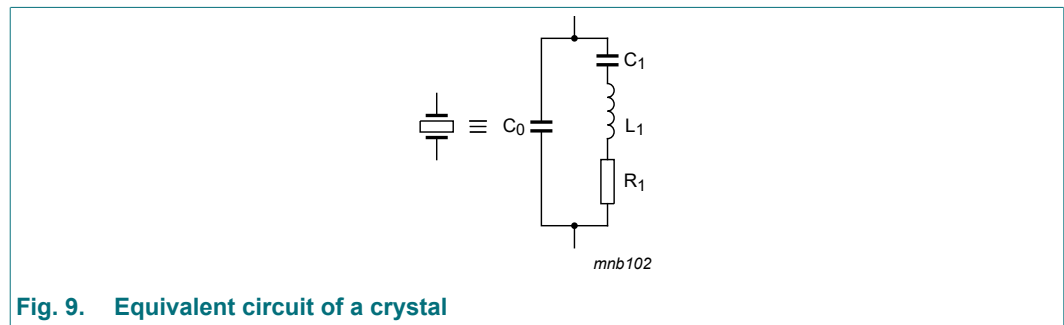 C1
C0
L1
R1
mnb102
Fig. 9. Equivalent circuit of a crystal